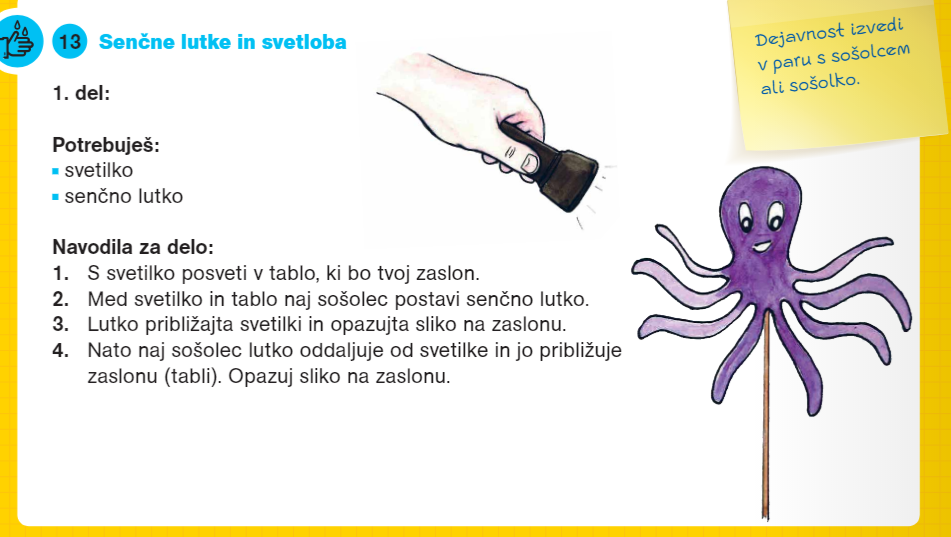 13 Senčne lutke in svetloba
Dejavnost izvedi
v paru s sošolcem
ali sošolko.
1. del:
Potrebuješ:
▪ svetilko
▪ senčno lutko
Navodila za delo:
1. S svetilko posveti v tablo, ki bo tvoj zaslon.
2. Med svetilko in tablo naj sošolec postavi senčno lutko.
3. Lutko približajta svetilki in opazujta sliko na zaslonu.
4. Nato naj sošolec lutko oddaljuje od svetilke in jo približuje
zaslonu (tabli). Opazuj sliko na zaslonu.